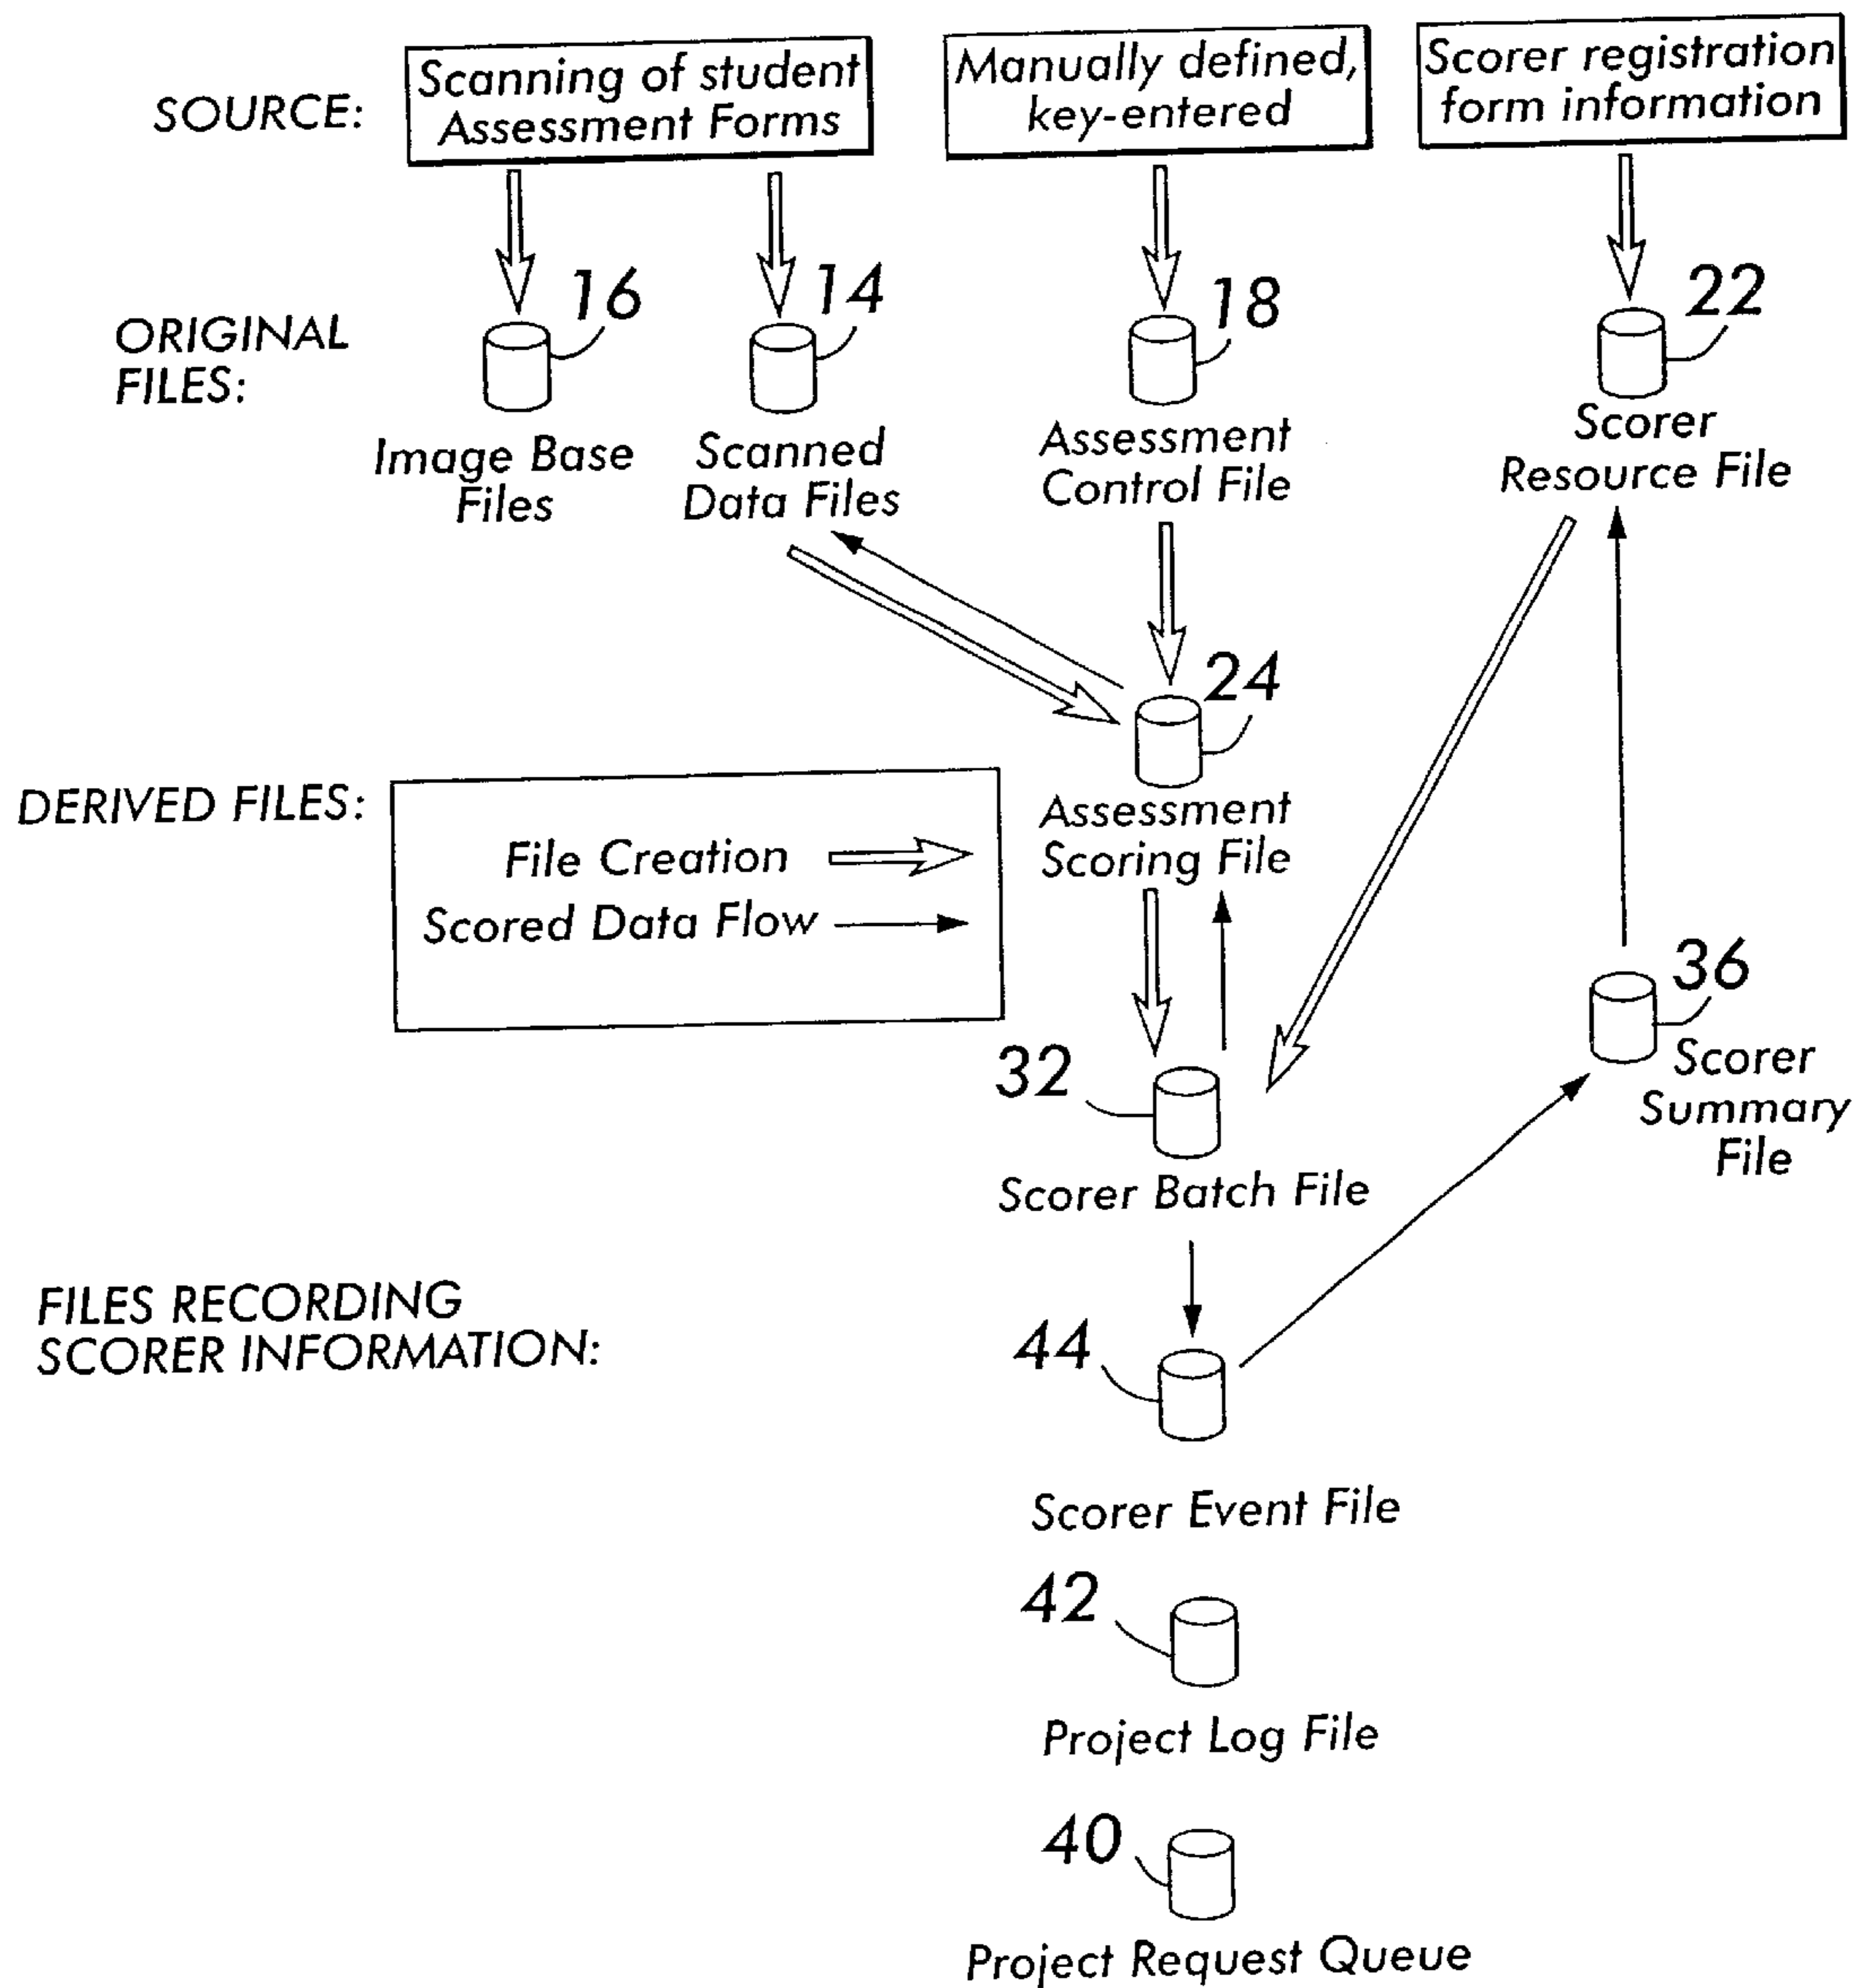 SOURCE:
Scanning of student
Assessment Forms
Manually defined,
key-entered
Scorer registration
form information
ORIGINAL
FILES:
16
14
18
22
Image Base
Files
Scanned
Data Files
Assessment
Control File
Scorer
Resource File
24
DERIVED FILES:
File Creation
Scored Data Flow
Assessment
Scoring File
36
Scorer
Summary
File
32
Scorer Batch File
FILES RECORDING
SCORER INFORMATION:
44
Scorer Event File
42
Project Log File
40
Project Request Queue